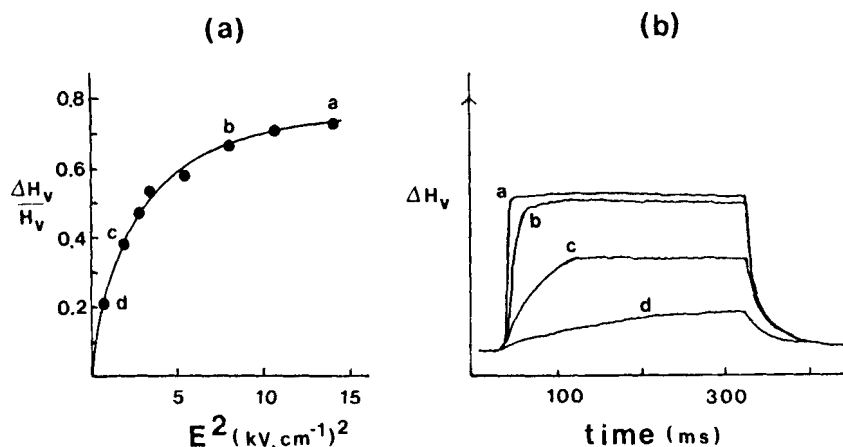 (a)
0.8
0.6
0.4
0.2
ΔHv
Hv
a
b
c
d
5
10
15
E² (kV.cm⁻¹)²
(b)
ΔHv
a
b
c
d
100
300
time (ms)